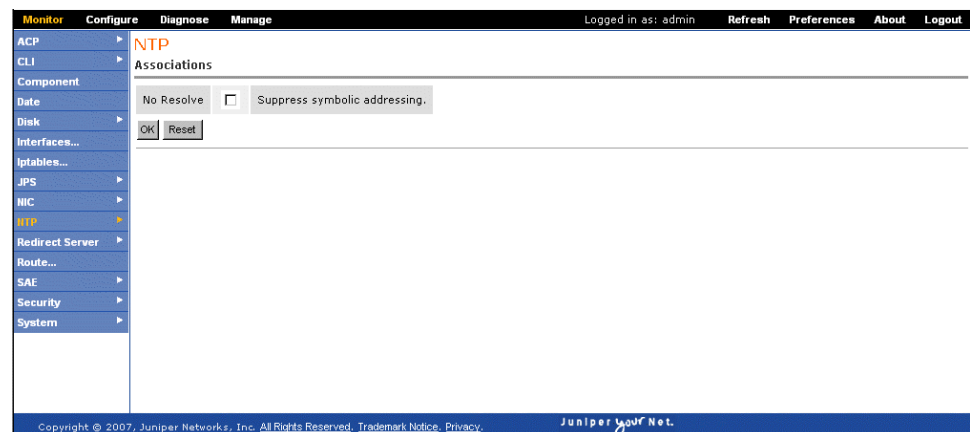 Monitor Configure Diagnose Manage Logged in as: admin Refresh Preferences About Logout
ACP
CLI
Component
Date
Disk
Interfaces...
Iptables...
JPS
NIC
NTP
Redirect Server
Route...
SAE
Security
System
NTP
Associations
No Resolve Suppress symbolic addressing.
OK Reset
Copyright © 2007, Juniper Networks, Inc. All Rights Reserved. Trademark Notice. Privacy.
Juniper your Net.